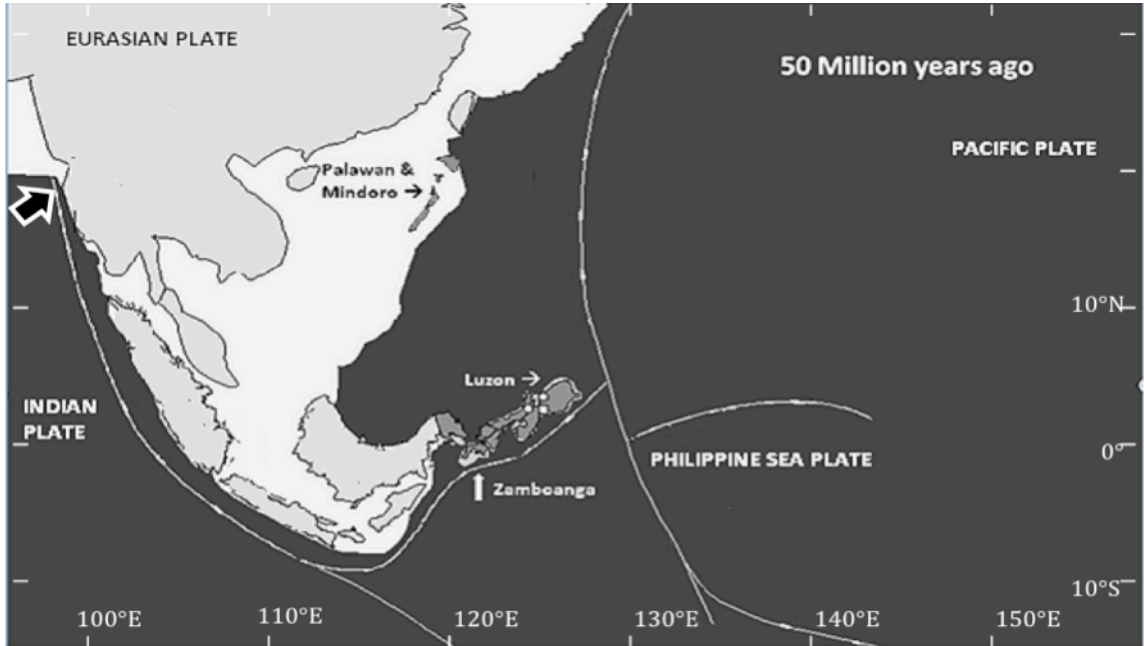 EURASIAN PLATE
50 Million years ago
PACIFIC PLATE
Palawan &
Mindoro →
10°N
Luzon →
INDIAN
PLATE
0°
PHILIPPINE SEA PLATE
Zamboanga
10°S
100°E
110°E
120°E
130°E
140°E
150°E